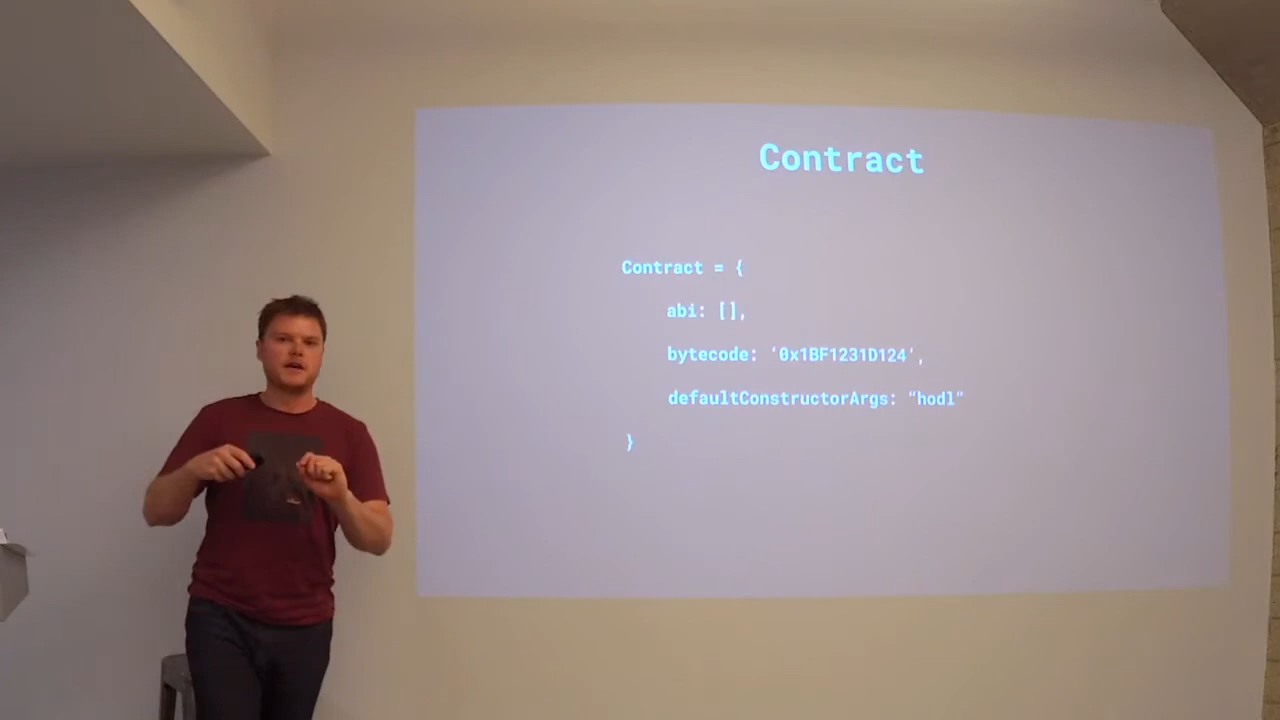 Contract
Contract = {
abi: [],
bytecode: ‘0x1BF1231D124’,
defaultConstructorArgs: “hodl”
}